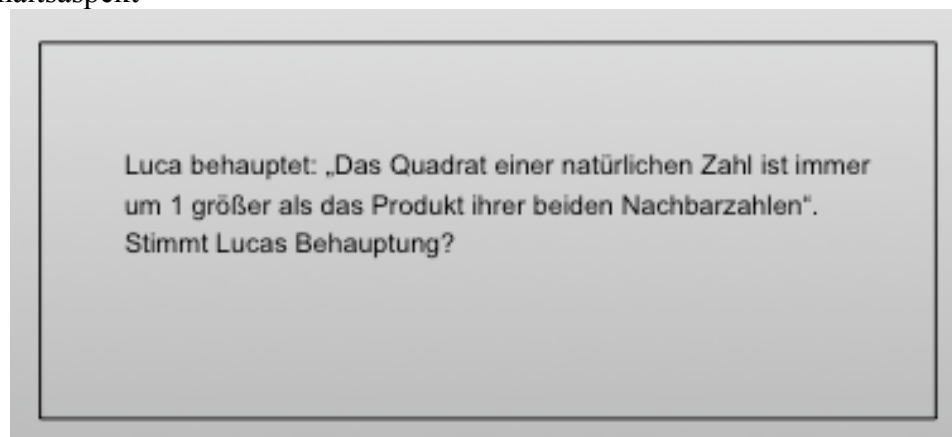 Luca behauptet: „Das Quadrat einer natürlichen Zahl ist immer
um 1 größer als das Produkt ihrer beiden Nachbarzahlen“.
Stimmt Lucas Behauptung?